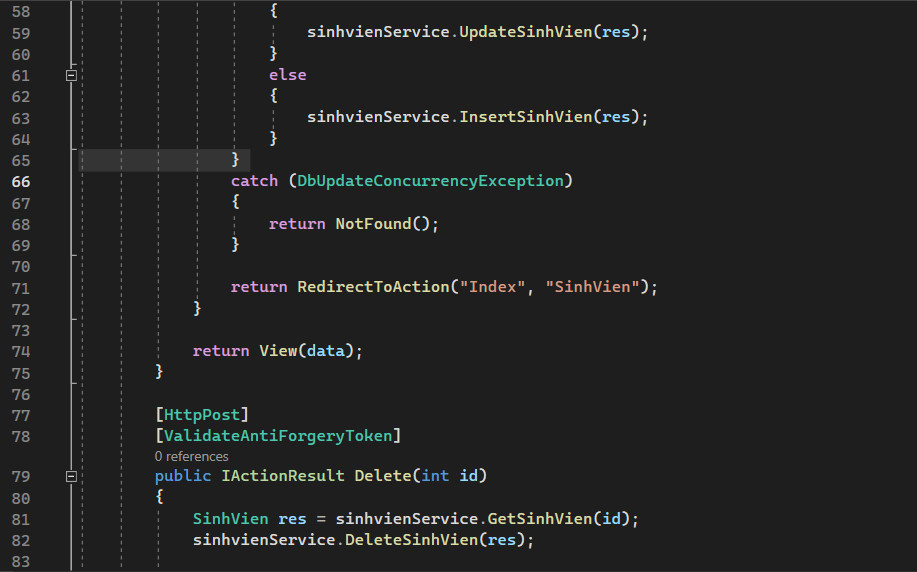 58 {
59 sinhvienService.UpdateSinhVien(res);
60 }
61 else
62 {
63 sinhvienService.InsertSinhVien(res);
64 }
65 }
66 catch (DbUpdateConcurrencyException)
67 {
68 return NotFound();
69 }
70
71 return RedirectToAction("Index", "SinhVien");
72 }
73
74 return View(data);
75 }
76
77 [HttpPost]
78 [ValidateAntiForgeryToken]
0 references
79 public IActionResult Delete(int id)
80 {
81 SinhVien res = sinhvienService.GetSinhVien(id);
82 sinhvienService.DeleteSinhVien(res);
83